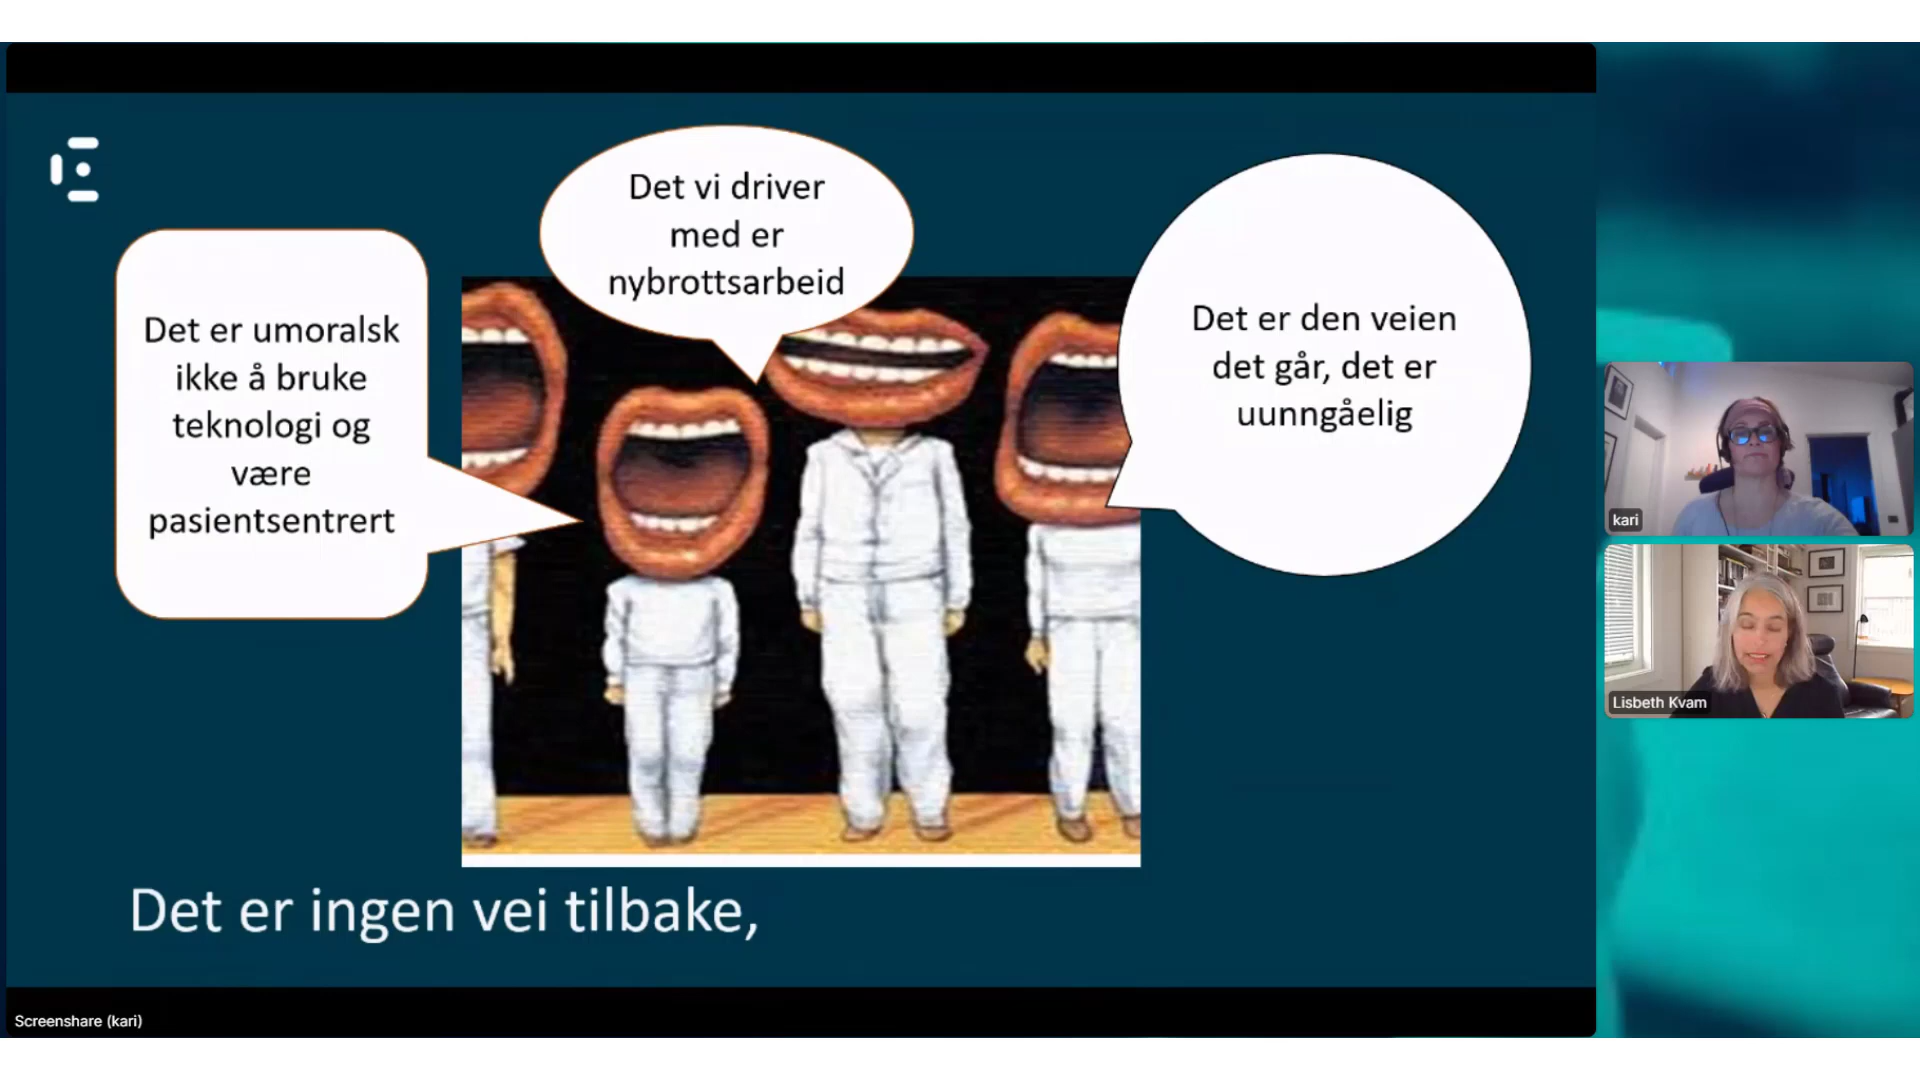 Det er umoralsk
ikke å bruke
teknologi og
være
pasientsentrert
Det vi driver
med er
nybrottsarbeid
Det er den veien
det går, det er
uunngåelig
Det er ingen vei tilbake,
kari
Lisbeth Kvam
Screenshare (kari)